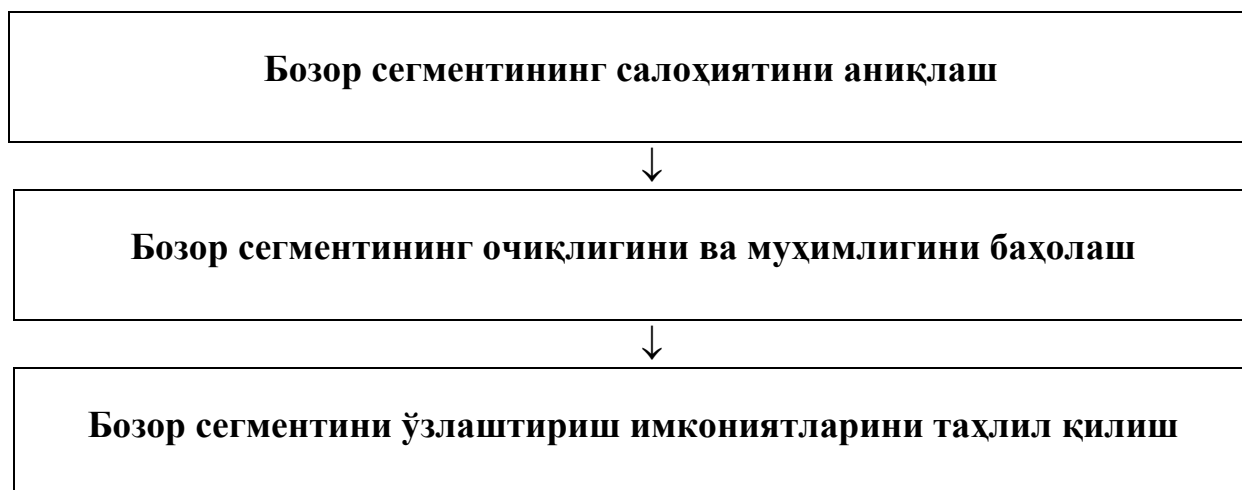 Бозор сегментининг салоҳиятини аниқлаш
↓
Бозор сегментининг очиқлигини ва муҳимлигини баҳолаш
↓
Бозор сегментини ўзлаштириш имкониятларини таҳлил қилиш